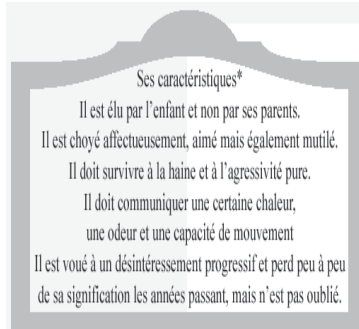 Ses caractéristiques*
Il est élu par l'enfant et non par ses parents.
Il est choyé affectueusement, aimé mais également mutilé.
Il doit survivre à la haine et à l'agressivité pure.
Il doit communiquer une certaine chaleur,
une odeur et une capacité de mouvement
Il est voué à un désintéressement progressif et perd peu à peu
de sa signification les années passant, mais n'est pas oublié.